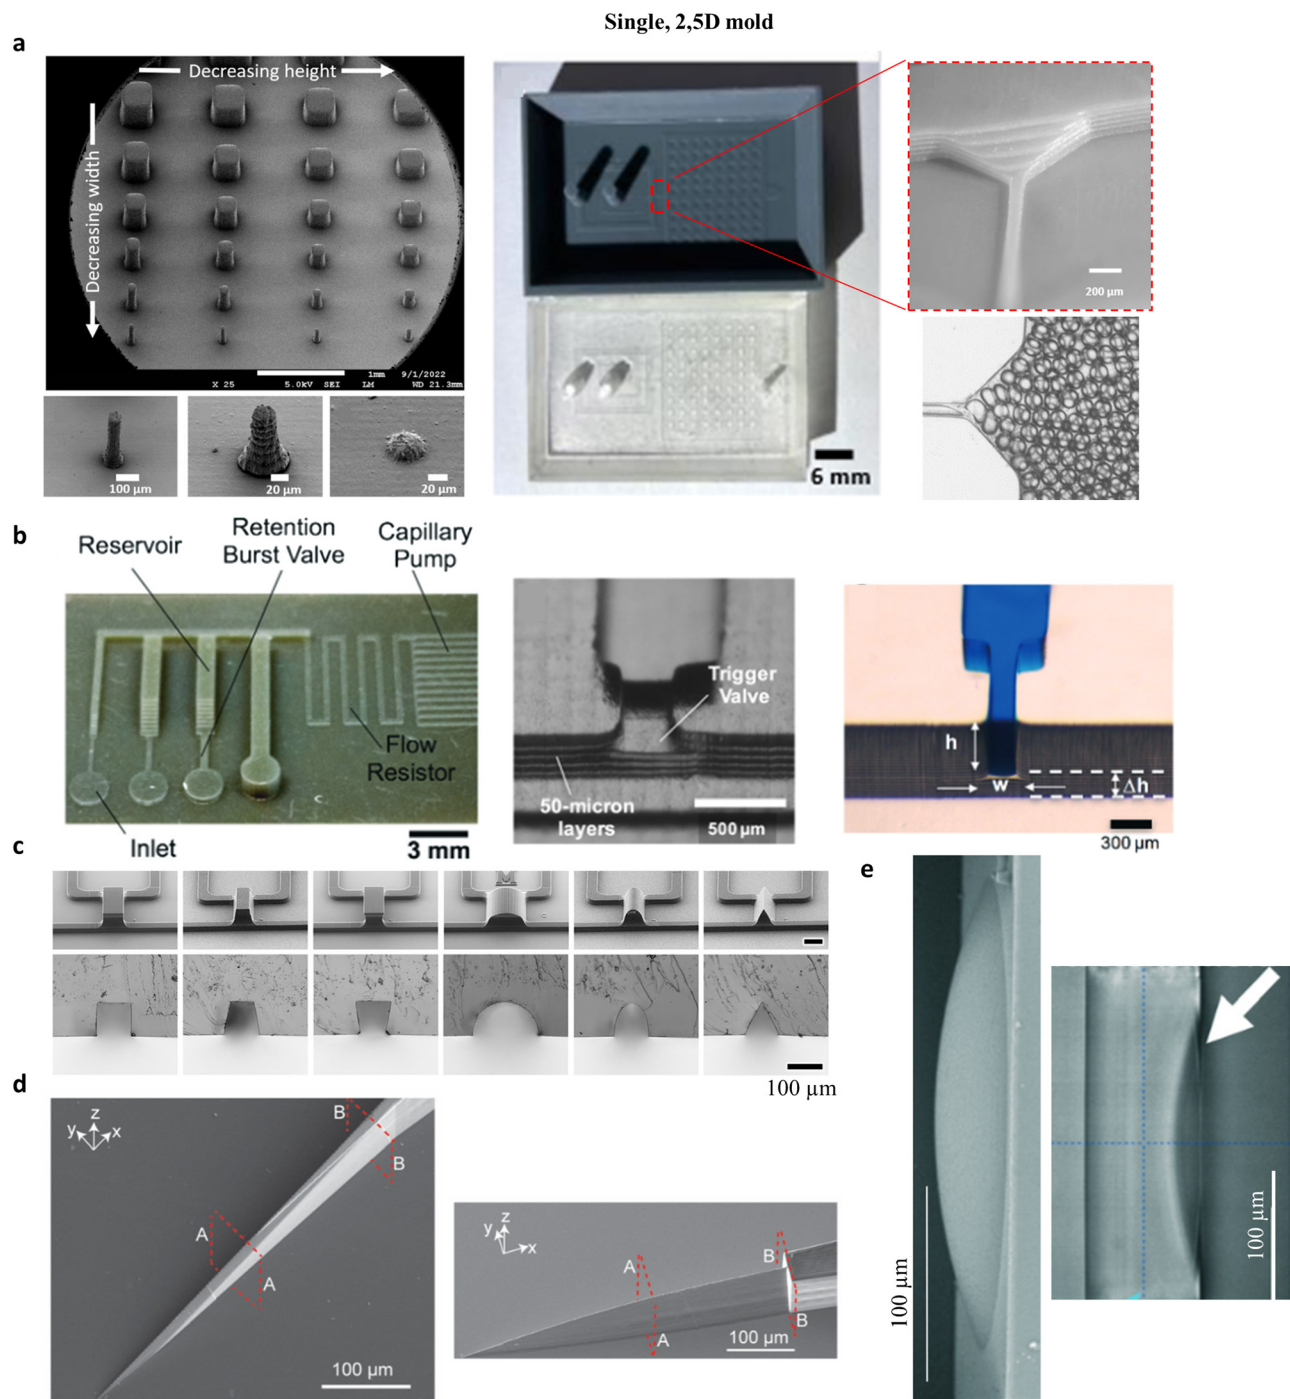 Single, 2,5D mold
a
Decreasing height
Decreasing width
1mm 9/1/2022
X 25 5.0kV SEI LM WD 21.3mm
100 µm
20 µm
20 µm
6 mm
200 µm
b
Reservoir
Retention
Burst Valve
Capillary
Pump
Flow
Resistor
Inlet
3 mm
Trigger
Valve
50-micron
layers
500 µm
h
w
Δh
300 µm
c
100 µm
d
z
y
x
B
B
A
A
100 µm
z
y
x
B
A
A
B
100 µm
e
100 µm
100 µm